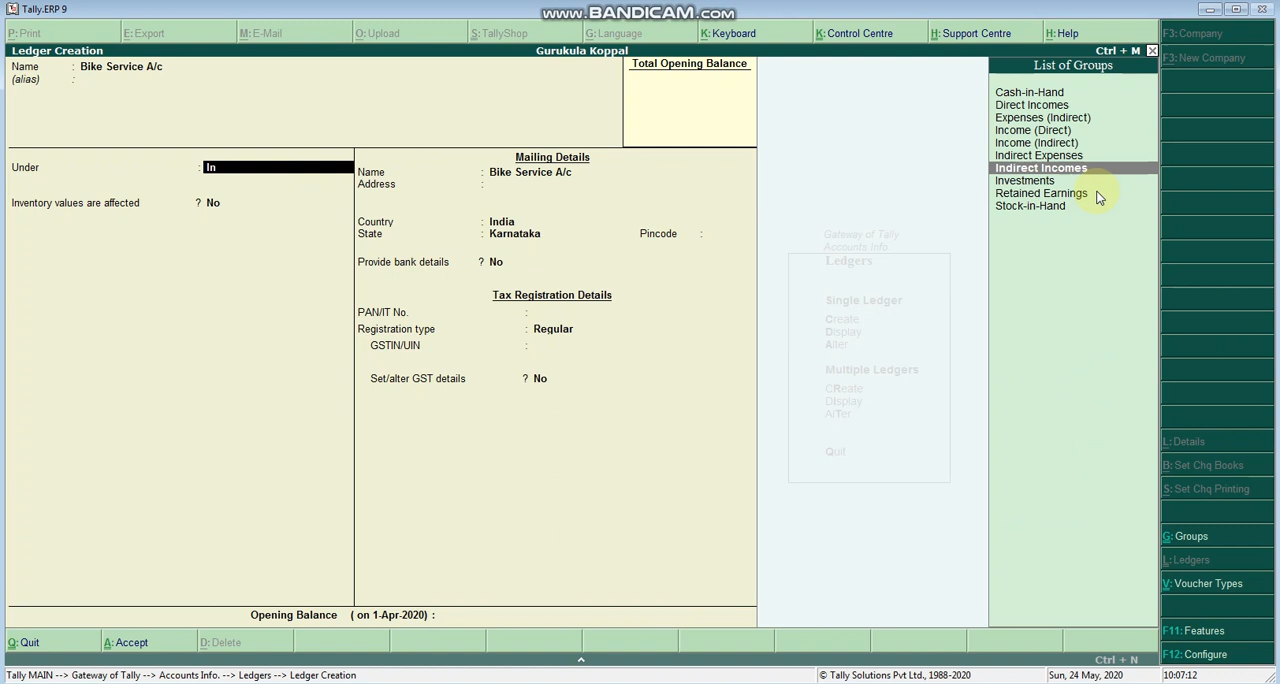 Tally.ERP 9
www.BANDICAM.com
P: Print
E: Export
M: E-Mail
O: Upload
S: TallyShop
G: Language
K: Keyboard
K: Control Centre
H: Support Centre
H: Help
Ledger Creation
Gurukula Koppal
Ctrl + M
Name : Bike Service A/c
(alias) :
Total Opening Balance
Under : In
Inventory values are affected ? No
Mailing Details
Name : Bike Service A/c
Address :
Country : India
State : Karnataka Pincode :
Provide bank details ? No
Tax Registration Details
PAN/IT No. :
Registration type : Regular
GSTIN/UIN :
Set/alter GST details ? No
Opening Balance ( on 1-Apr-2020) :
Gateway of Tally
Accounts Info.
Ledgers
Single Ledger
Create
Display
Alter
Multiple Ledgers
CReate
DIsplay
AlTer
Quit
List of Groups
Cash-in-Hand
Direct Incomes
Expenses (Indirect)
Income (Direct)
Income (Indirect)
Indirect Expenses
Indirect Incomes
Investments
Retained Earnings
Stock-in-Hand
F3: Company
F3: New Company
L: Details
B: Set Chq Books
S: Set Chq Printing
G: Groups
L: Ledgers
V: Voucher Types
F11: Features
F12: Configure
Q: Quit
A: Accept
D: Delete
Ctrl + N
Tally MAIN --> Gateway of Tally --> Accounts Info. --> Ledgers --> Ledger Creation
© Tally Solutions Pvt Ltd., 1988-2020
Sun, 24 May, 2020
10:07:12